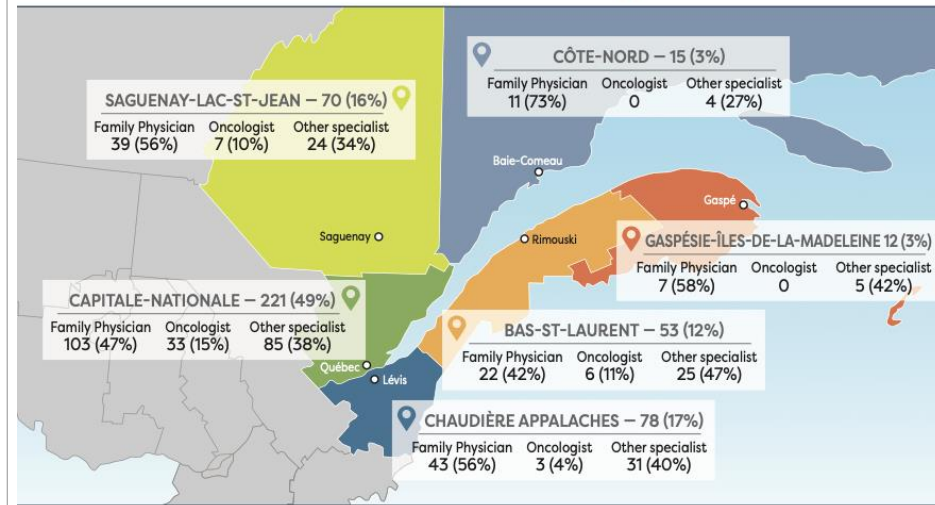 CÔTE-NORD – 15 (3%)
Family Physician Oncologist Other specialist
11 (73%) 0 4 (27%)
SAGUENAY-LAC-ST-JEAN – 70 (16%)
Family Physician Oncologist Other specialist
39 (56%) 7 (10%) 24 (34%)
Baie-Comeau
Gaspé
Saguenay
Rimouski
GASPÉSIE-ÎLES-DE-LA-MADELEINE 12 (3%)
Family Physician Oncologist Other specialist
7 (58%) 0 5 (42%)
CAPITALE-NATIONALE – 221 (49%)
Family Physician Oncologist Other specialist
103 (47%) 33 (15%) 85 (38%)
BAS-ST-LAURENT – 53 (12%)
Family Physician Oncologist Other specialist
22 (42%) 6 (11%) 25 (47%)
Québec
Lévis
CHAUDIÈRE APPALACHES – 78 (17%)
Family Physician Oncologist Other specialist
43 (56%) 3 (4%) 31 (40%)